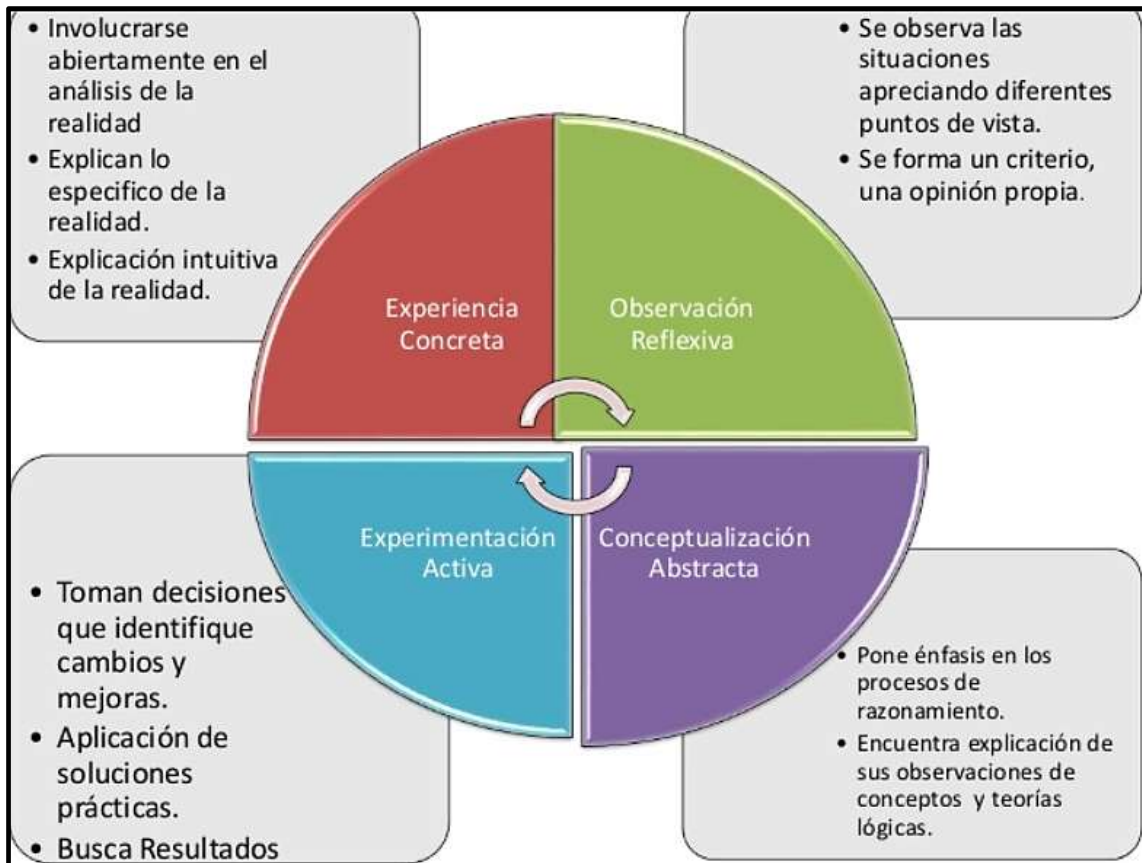 • Involucrarse
abiertamente en el
análisis de la
realidad
• Explican lo
especifico de la
realidad.
• Explicación intuitiva
de la realidad.
• Se observa las
situaciones
apreciando diferentes
puntos de vista.
• Se forma un criterio,
una opinión propia.
Experiencia
Concreta
Observación
Reflexiva
Experimentación
Activa
Conceptualización
Abstracta
• Toman decisiones
que identifique
cambios y
mejoras.
• Aplicación de
soluciones
prácticas.
• Busca Resultados
• Pone énfasis en los
procesos de
razonamiento.
• Encuentra explicación de
sus observaciones de
conceptos y teorías
lógicas.